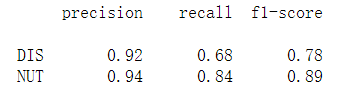 precision recall f1-score
DIS 0.92 0.68 0.78
NUT 0.94 0.84 0.89